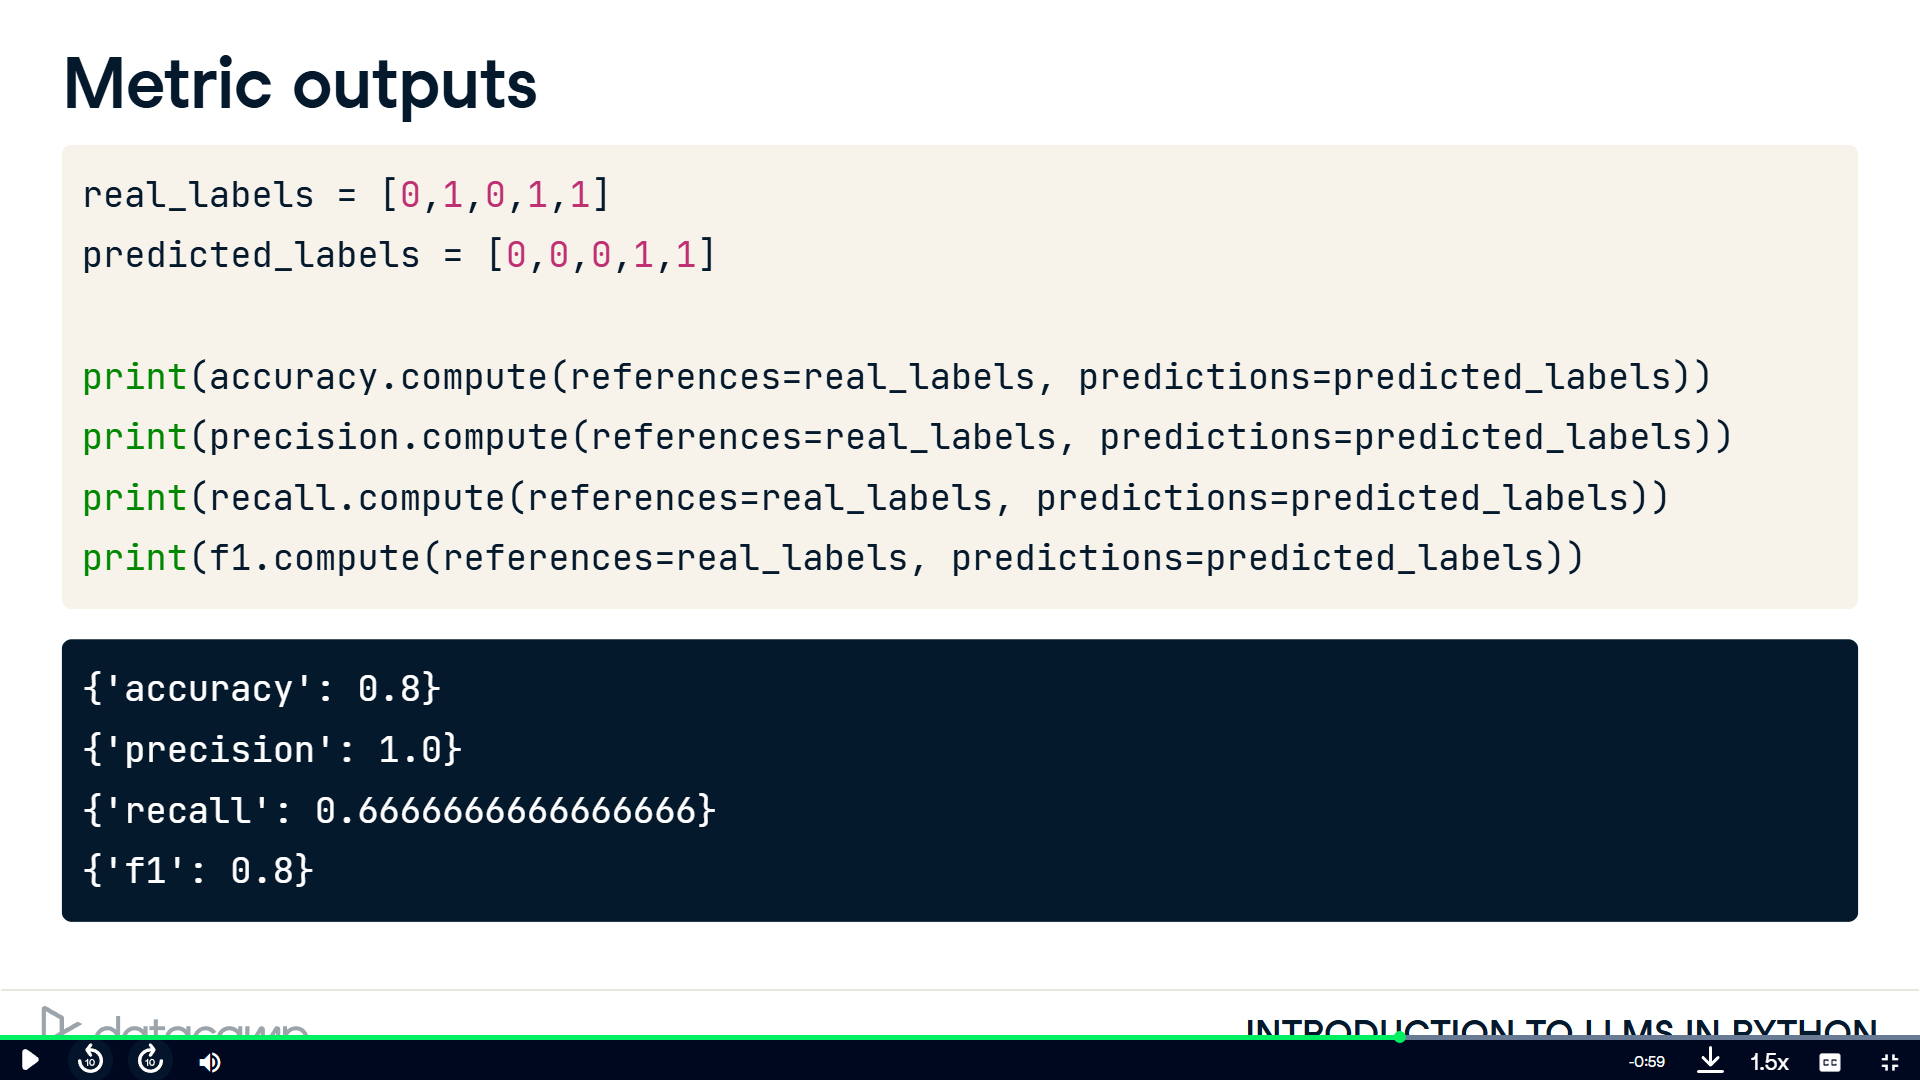 Metric outputs
real_labels = [0,1,0,1,1]
predicted_labels = [0,0,0,1,1]
print(accuracy.compute(references=real_labels, predictions=predicted_labels))
print(precision.compute(references=real_labels, predictions=predicted_labels))
print(recall.compute(references=real_labels, predictions=predicted_labels))
print(f1.compute(references=real_labels, predictions=predicted_labels))
{'accuracy': 0.8}
{'precision': 1.0}
{'recall': 0.6666666666666666}
{'f1': 0.8}
datacamp
INTRODUCTION TO LLMS IN PYTHON
10
10
-0:59
1.5x
CC